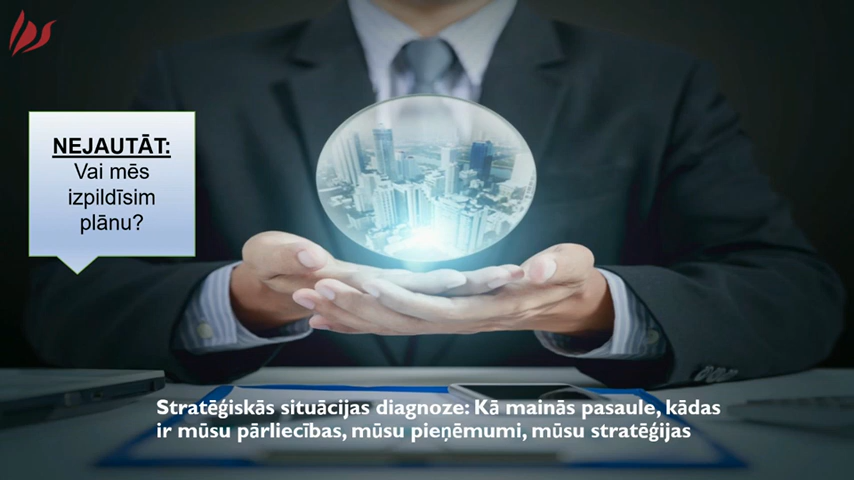 NEJAUTĀT:
Vai mēs
izpildīsim
plānu?
Stratēģiskās situācijas diagnoze: Kā mainās pasaule, kādas
ir mūsu pārliecības, mūsu pieņēmumi, mūsu stratēģijas